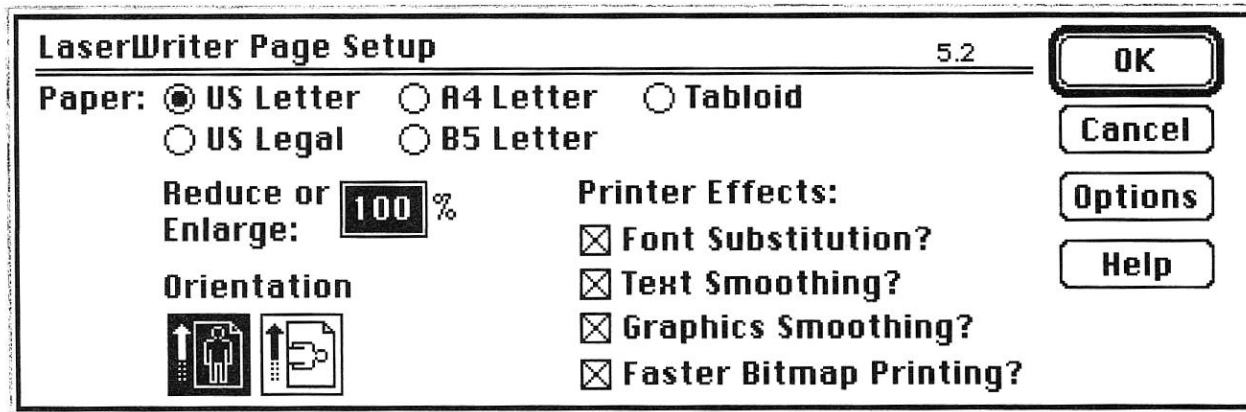 LaserWriter Page Setup 5.2 OK
Paper: US Letter A4 Letter Tabloid
US Legal B5 Letter Cancel
Reduce or 100 % Printer Effects: Options
Enlarge: Font Substitution?
Help
Orientation Text Smoothing?
Graphics Smoothing?
Faster Bitmap Printing?